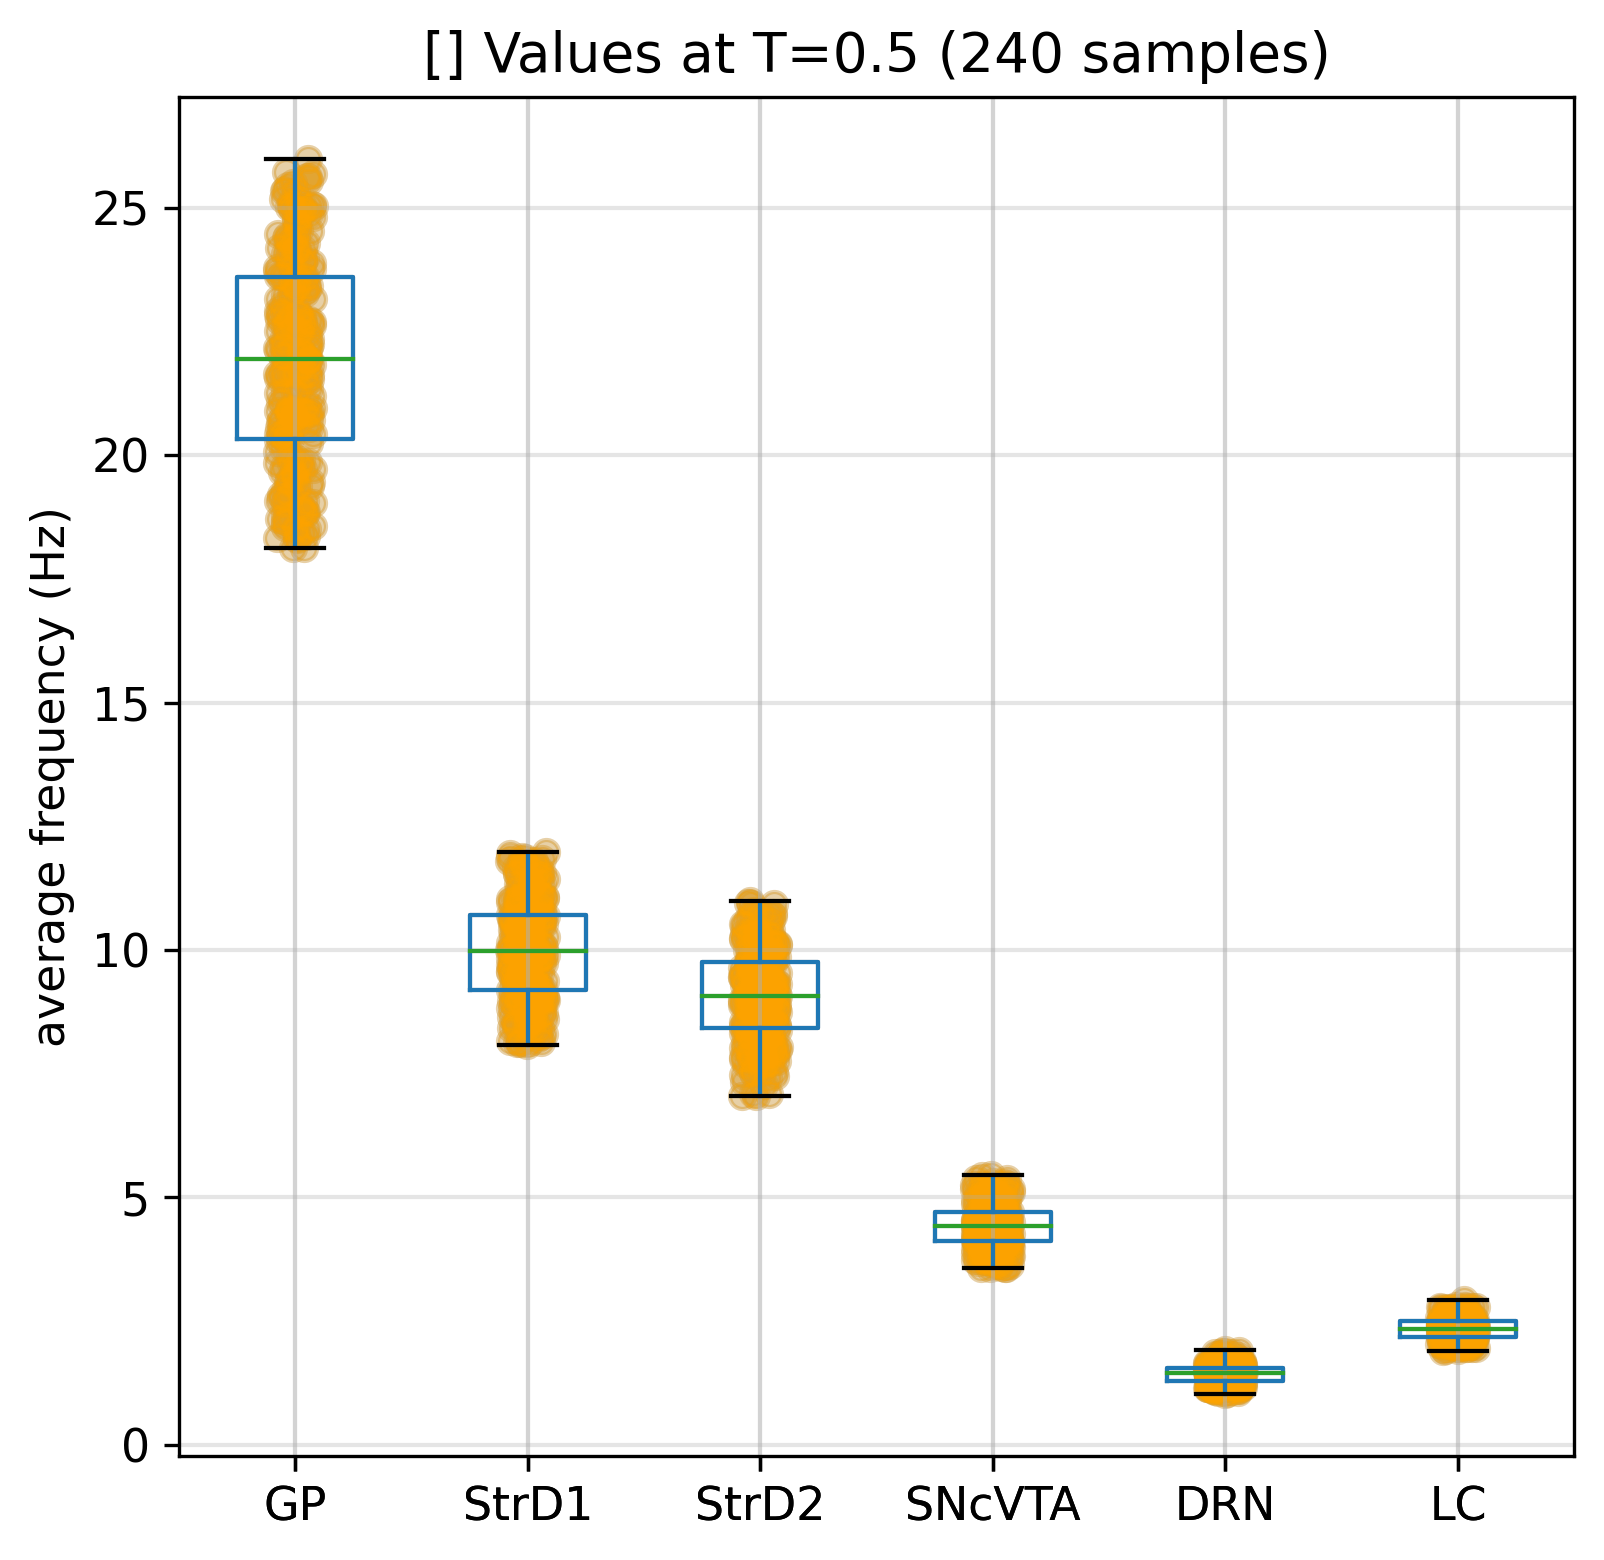 [] Values at T=0.5 (240 samples)
average frequency (Hz)
25
20
15
10
5
0
GP StrD1 StrD2 SNcVTA DRN LC